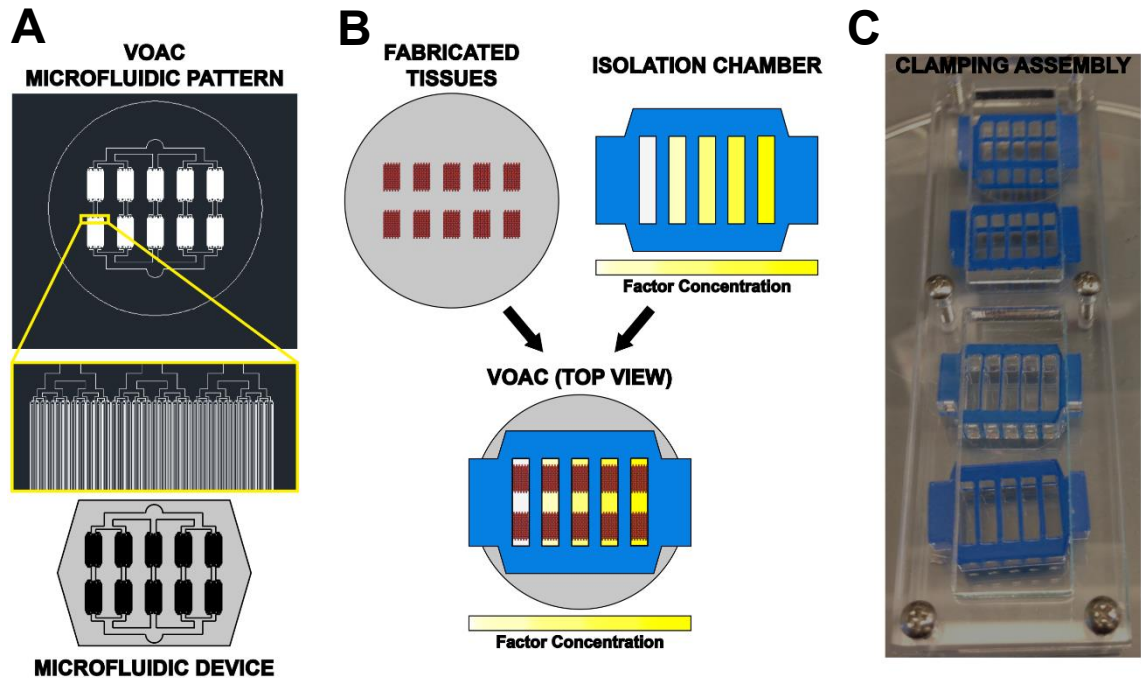 A
VOAC
MICROFLUIDIC PATTERN
MICROFLUIDIC DEVICE
B
FABRICATED
TISSUES
ISOLATION CHAMBER
Factor Concentration
VOAC (TOP VIEW)
Factor Concentration
C
CLAMPING ASSEMBLY